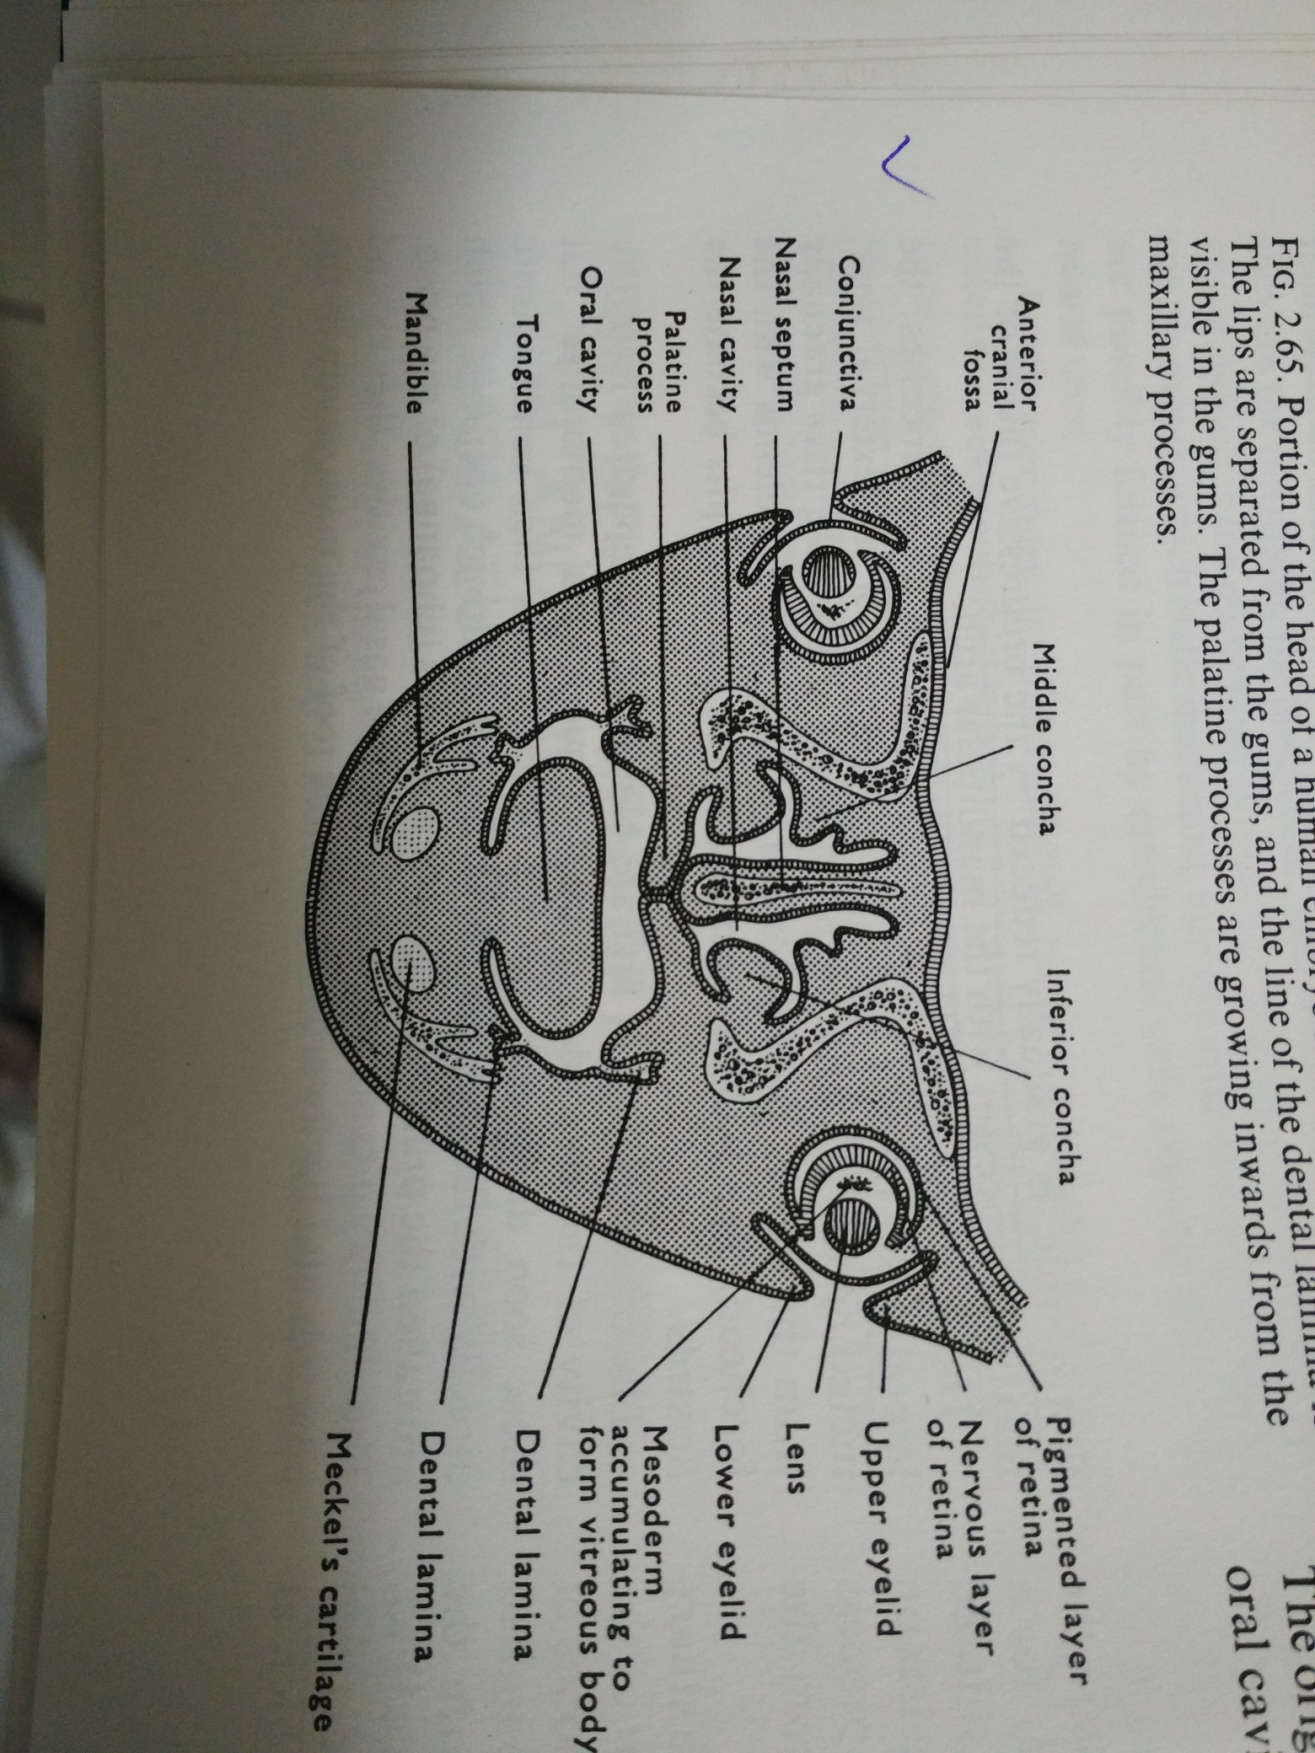 FIG. 2.65. Portion of the head of a human
The lips are separated from the gums, and the line of the dental
visible in the gums. The palatine processes are growing inwards from the
maxillary processes.
Anterior
cranial
fossa
Middle concha
Inferior concha
Conjunctiva
Nasal septum
Nasal cavity
Palatine
process
Oral cavity
Tongue
Mandible
Pigmented layer
of retina
Nervous layer
of retina
Upper eyelid
Lens
Lower eyelid
Mesoderm
accumulating to
form vitreous body
Dental lamina
Dental lamina
Meckel's cartilage
The
oral